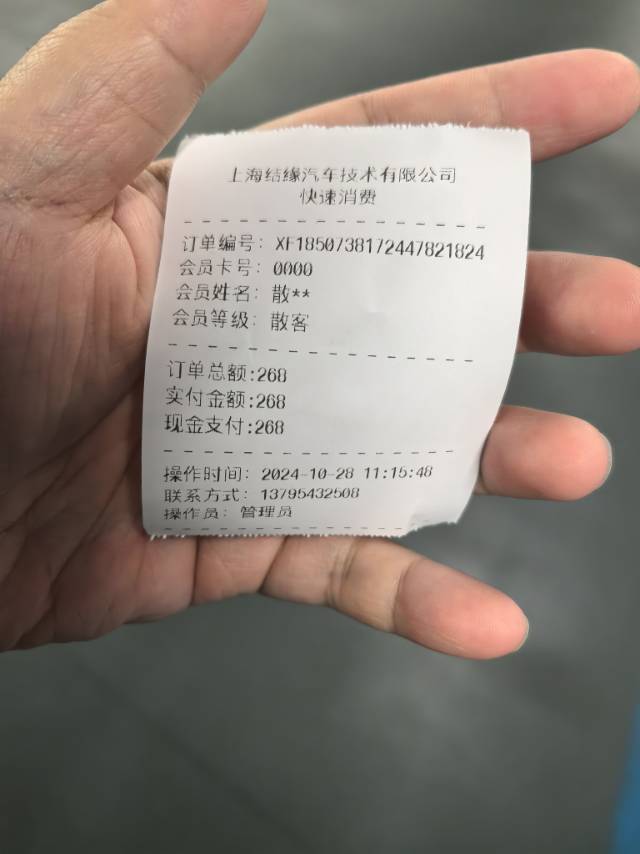 上海结缘汽车技术有限公司
快速消费
订单编号: XF1850738172447821824
会员卡号: 0000
会员姓名: 散**
会员等级: 散客
订单总额:268
实付金额:268
现金支付:268
操作时间: 2024-10-28 11:15:48
联系方式: 13795432508
操作员: 管理员